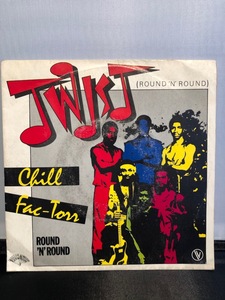 TWIST
(ROUND 'N' ROUND)
Chill
Fac-Torr
ROUND
'N' ROUND